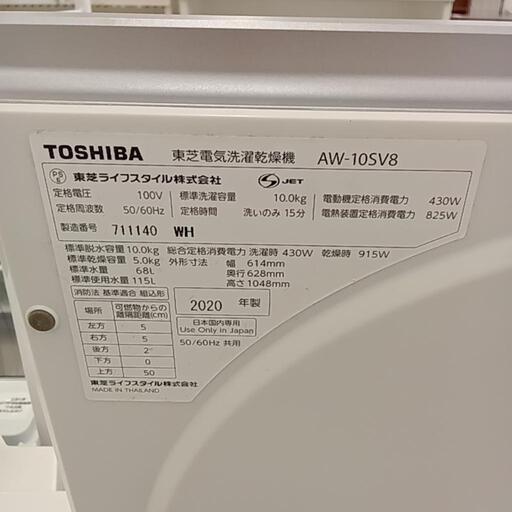 TOSHIBA 東芝電気洗濯乾燥機 AW-10SV8
PS E 東芝ライフスタイル株式会社 S JET
定格電圧 100V 標準洗濯容量 10.0kg 電動機定格消費電力 430W
定格周波数 50/60Hz 定格時間 洗いのみ 15分 電熱装置定格消費電力 825W
製造番号 711140 WH
標準脱水容量10.0kg 総合定格消費電力 洗濯時 430W 乾燥時 915W
標準乾燥容量 5.0kg 外形寸法 幅 614mm
標準水量 68L 奥行 628mm
標準使用水量 115L 高さ 1048mm
消防法 基準適合 組込形
場所 可燃物からの離隔距離(cm)
左方 5
右方 5
後方 2
下方 0
上方 50
2020 年製
日本国内専用
Use Only in Japan
50/60Hz 共用
東芝ライフスタイル株式会社
MADE IN THAILAND